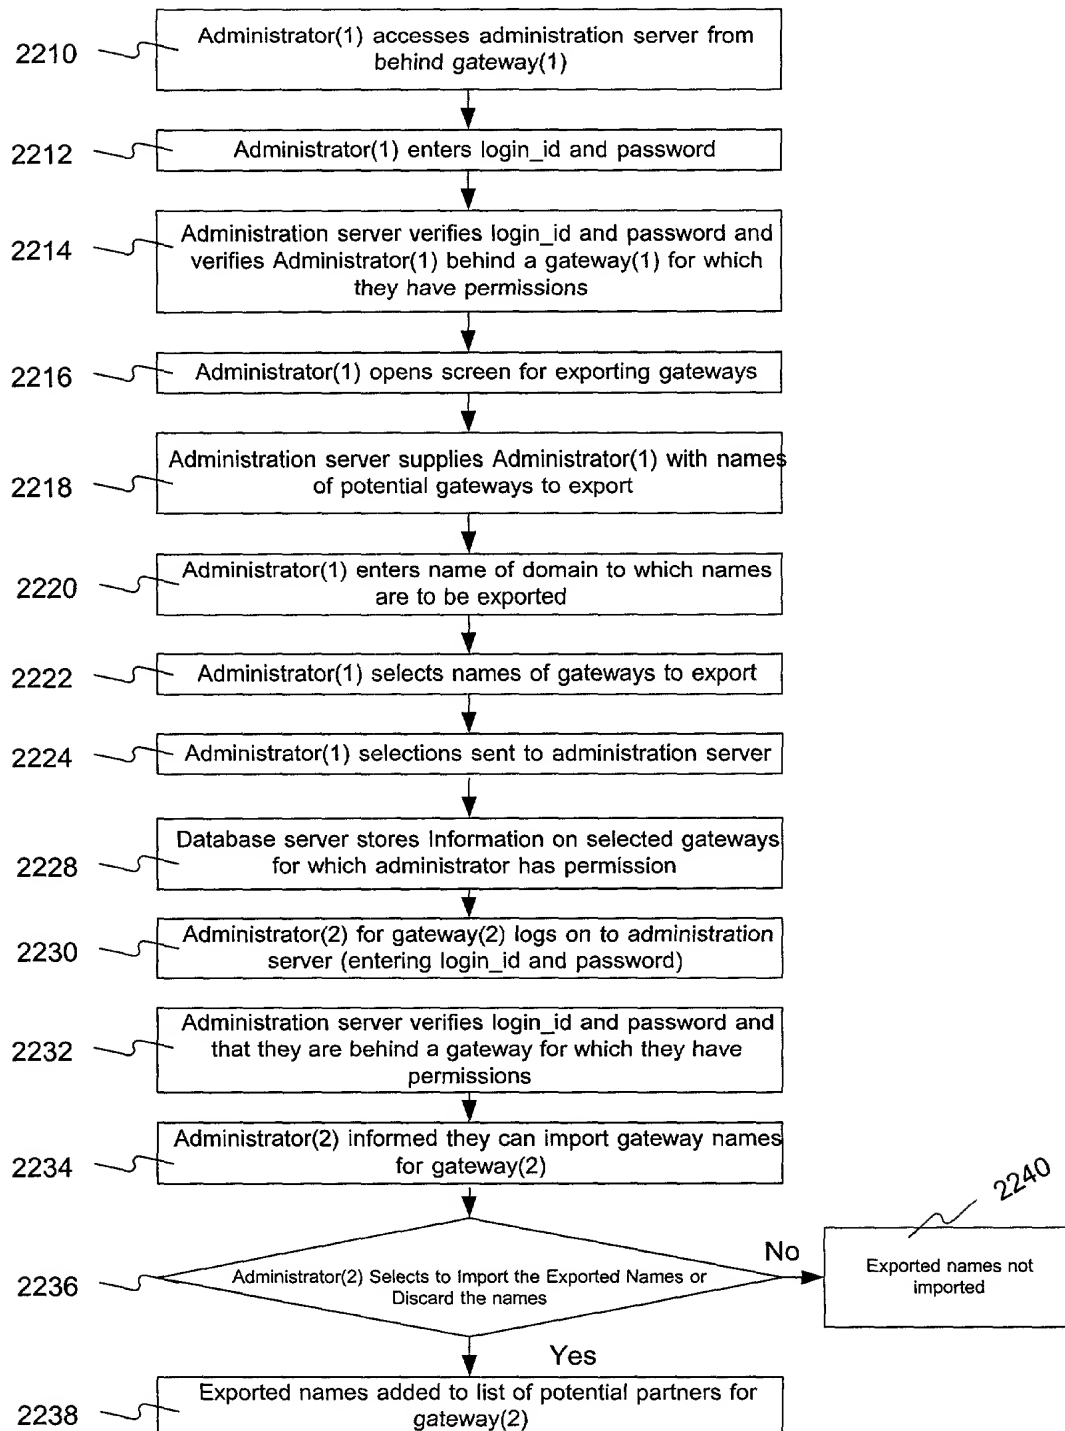 2210
Administrator(1) accesses administration server from
behind gateway(1)
2212
Administrator(1) enters login_id and password
2214
Administration server verifies login_id and password and
verifies Administrator(1) behind a gateway(1) for which
they have permissions
2216
Administrator(1) opens screen for exporting gateways
2218
Administration server supplies Administrator(1) with names
of potential gateways to export
2220
Administrator(1) enters name of domain to which names
are to be exported
2222
Administrator(1) selects names of gateways to export
2224
Administrator(1) selections sent to administration server
2228
Database server stores Information on selected gateways
for which administrator has permission
2230
Administrator(2) for gateway(2) logs on to administration
server (entering login_id and password)
2232
Administration server verifies login_id and password and
that they are behind a gateway for which they have
permissions
2234
Administrator(2) informed they can import gateway names
for gateway(2)
2236
Administrator(2) Selects to Import the Exported Names or
Discard the names
No
2240
Exported names not
imported
Yes
2238
Exported names added to list of potential partners for
gateway(2)